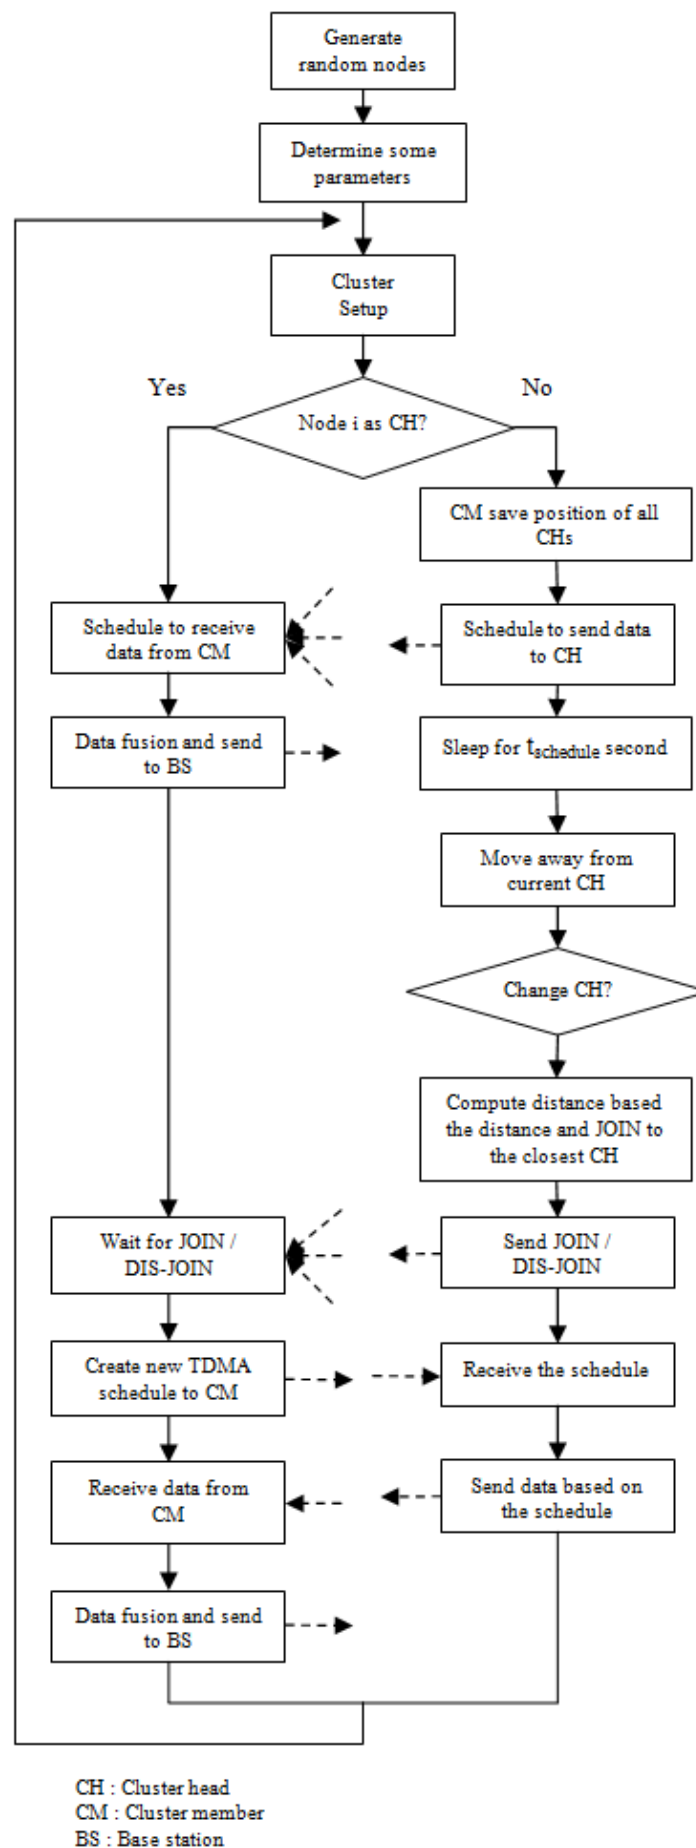 Generate
random nodes
Determine some
parameters
Cluster
Setup
Yes
No
Node i as CH?
CM save position of all
CHs
Schedule to receive
data from CM
Schedule to send data
to CH
Data fusion and send
to BS
Sleep for tschedule second
Move away from
current CH
Change CH?
Compute distance based
the distance and JOIN to
the closest CH
Wait for JOIN /
DIS-JOIN
Send JOIN /
DIS-JOIN
Create new TDMA
schedule to CM
Receive the schedule
Receive data from
CM
Send data based on
the schedule
Data fusion and send
to BS
CH : Cluster head
CM : Cluster member
BS : Base station